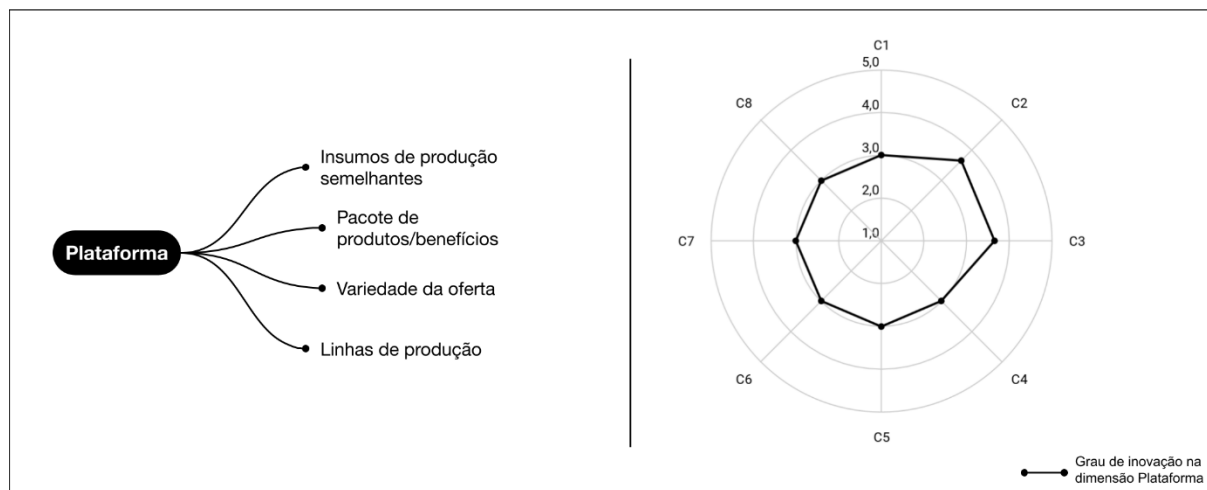 Plataforma
Insumos de produção
semelhantes
Pacote de
produtos/benefícios
Variedade da oferta
Linhas de produção
C1
5,0
C8
C2
4,0
3,0
2,0
C7
1,0
C3
C6
C4
C5
Grau de inovação na
dimensão Plataforma